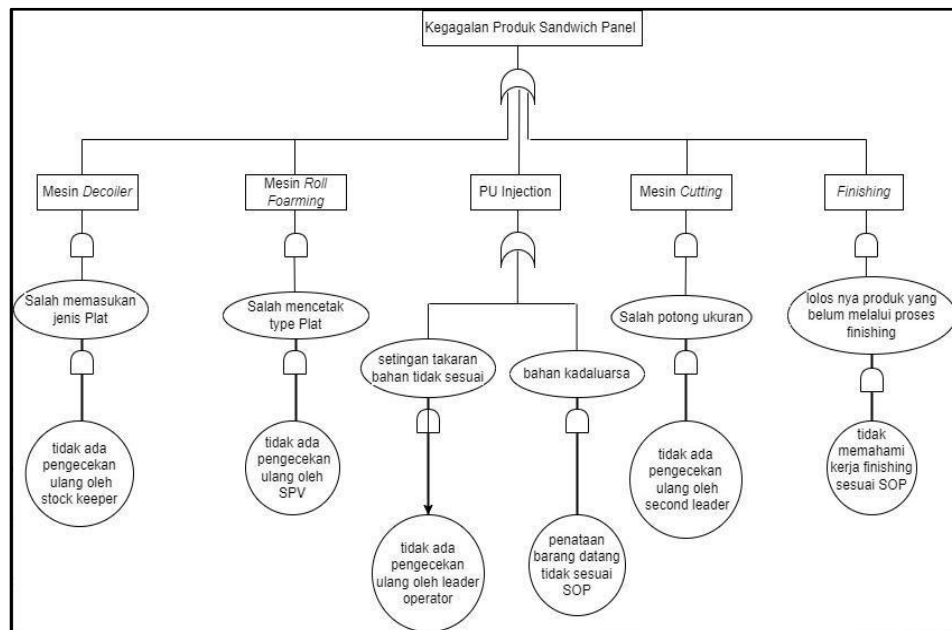 Kegagalan Produk Sandwich Panel
Mesin Decoiler
Mesin Roll
Foarming
PU Injection
Mesin Cutting
Finishing
Salah memasukan
jenis Plat
Salah mencetak
type Plat
setingan takaran
bahan tidak sesuai
bahan kadaluarsa
Salah potong ukuran
lolos nya produk yang
belum melalui proses
finishing
tidak ada
pengecekan
ulang oleh
stock keeper
tidak ada
pengecekan
ulang oleh
SPV
tidak ada
pengecekan
ulang oleh leader
operator
penataan
barang datang
tidak sesuai
SOP
tidak ada
pengecekan
ulang oleh
second leader
tidak
memahami
kerja finishing
sesuai SOP